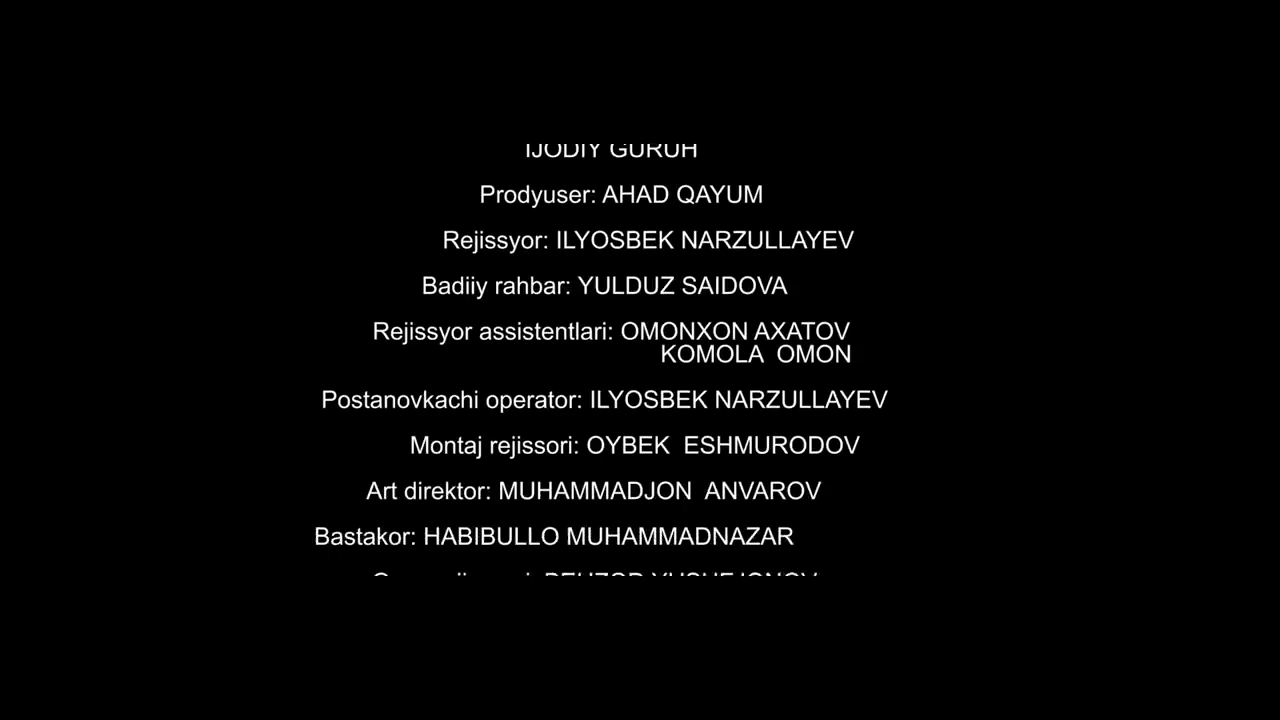 IJODIY GURUH
Prodyuser: AHAD QAYUM
Rejissyor: ILYOSBEK NARZULLAYEV
Badiiy rahbar: YULDUZ SAIDOVA
Rejissyor assistentlari: OMONXON AXATOV
KOMOLA OMON
Postanovkachi operator: ILYOSBEK NARZULLAYEV
Montaj rejissori: OYBEK ESHMURODOV
Art direktor: MUHAMMADJON ANVAROV
Bastakor: HABIBULLO MUHAMMADNAZAR